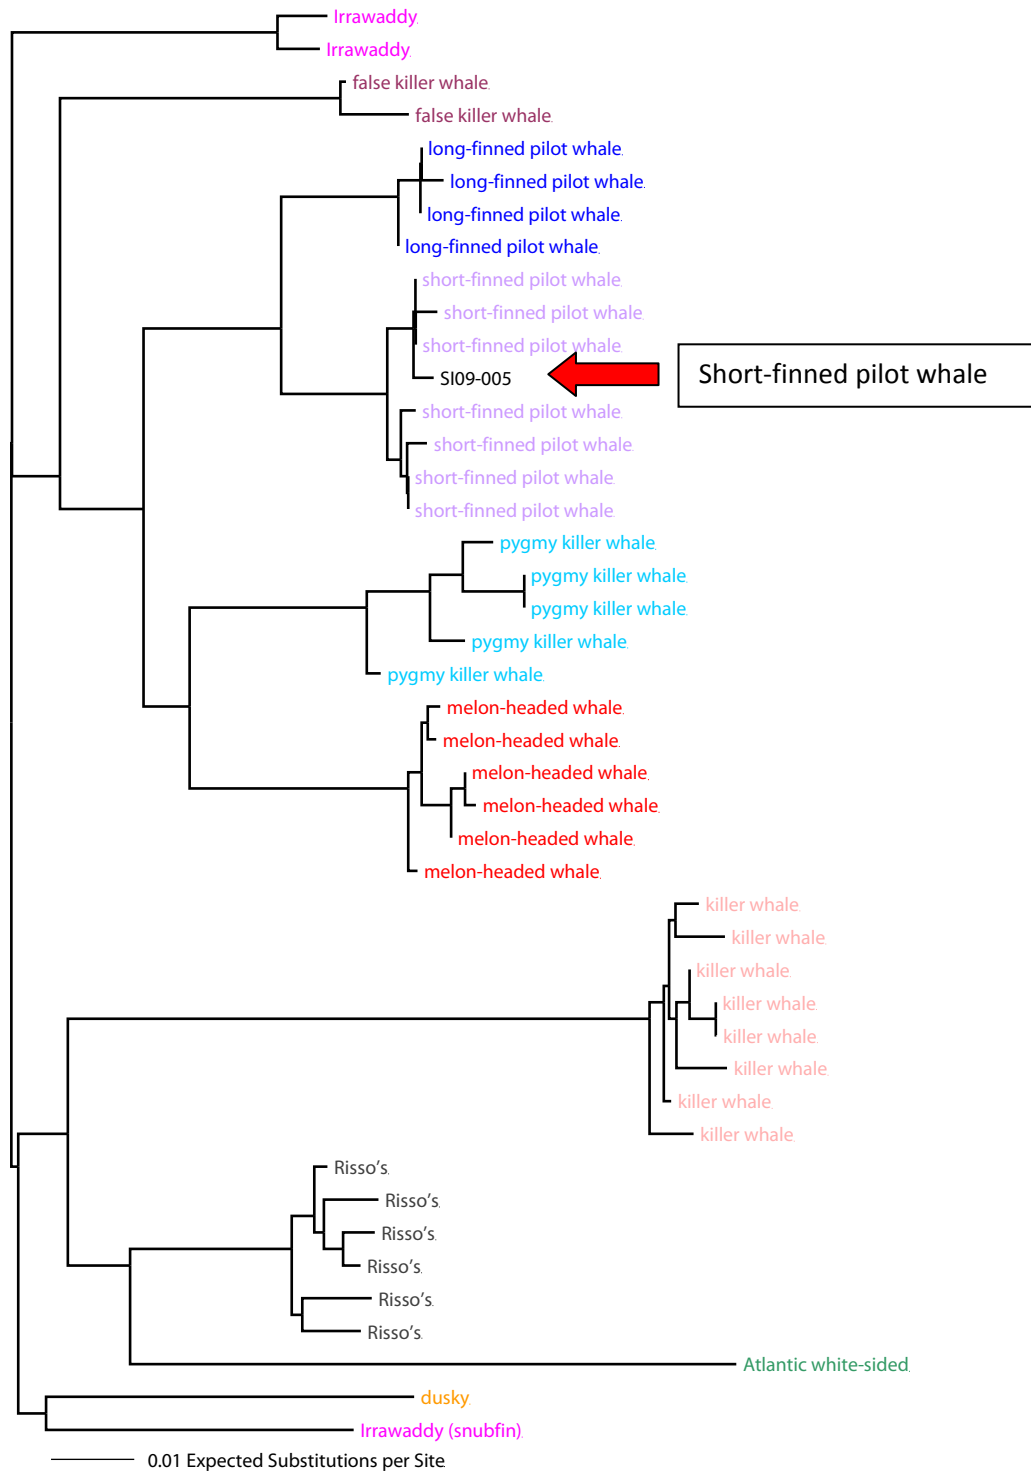 Irrawaddy.
Irrawaddy.
false killer whale.
false killer whale.
long-finned pilot whale.
long-finned pilot whale.
long-finned pilot whale.
long-finned pilot whale.
short-finned pilot whale.
short-finned pilot whale.
short-finned pilot whale.
SI09-005
Short-finned pilot whale
short-finned pilot whale.
short-finned pilot whale.
short-finned pilot whale.
short-finned pilot whale.
pygmy killer whale.
pygmy killer whale.
pygmy killer whale.
pygmy killer whale.
pygmy killer whale.
melon-headed whale.
melon-headed whale.
melon-headed whale.
melon-headed whale.
melon-headed whale.
melon-headed whale.
killer whale.
killer whale.
killer whale.
killer whale.
killer whale.
killer whale.
killer whale.
killer whale.
Risso's.
Risso's.
Risso's.
Risso's.
Risso's.
Risso's.
Atlantic white-sided.
dusky.
Irrawaddy (snubfin).
0.01 Expected Substitutions per Site.